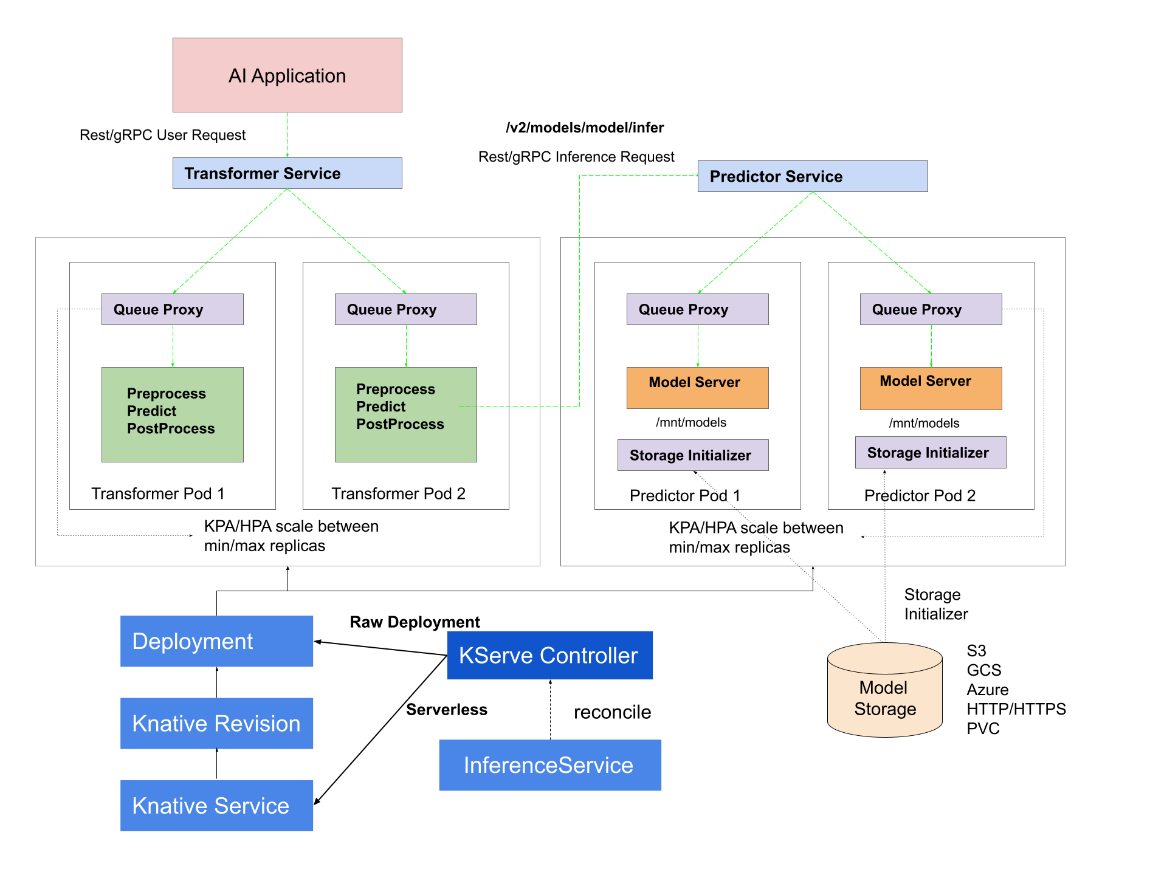 AI Application
Rest/gRPC User Request
/v2/models/model/infer
Rest/gRPC Inference Request
Transformer Service
Predictor Service
Queue Proxy
Queue Proxy
Queue Proxy
Queue Proxy
Preprocess
Predict
PostProcess
Preprocess
Predict
PostProcess
Model Server
/mnt/models
Storage Initializer
Model Server
/mnt/models
Storage Initializer
Transformer Pod 1
Transformer Pod 2
Predictor Pod 1
Predictor Pod 2
KPA/HPA scale between
min/max replicas
KPA/HPA scale between
min/max replicas
Storage
Initializer
Deployment
Raw Deployment
KServe Controller
Knative Revision
Serverless
reconcile
Knative Service
InferenceService
Model
Storage
S3
GCS
Azure
HTTP/HTTPS
PVC